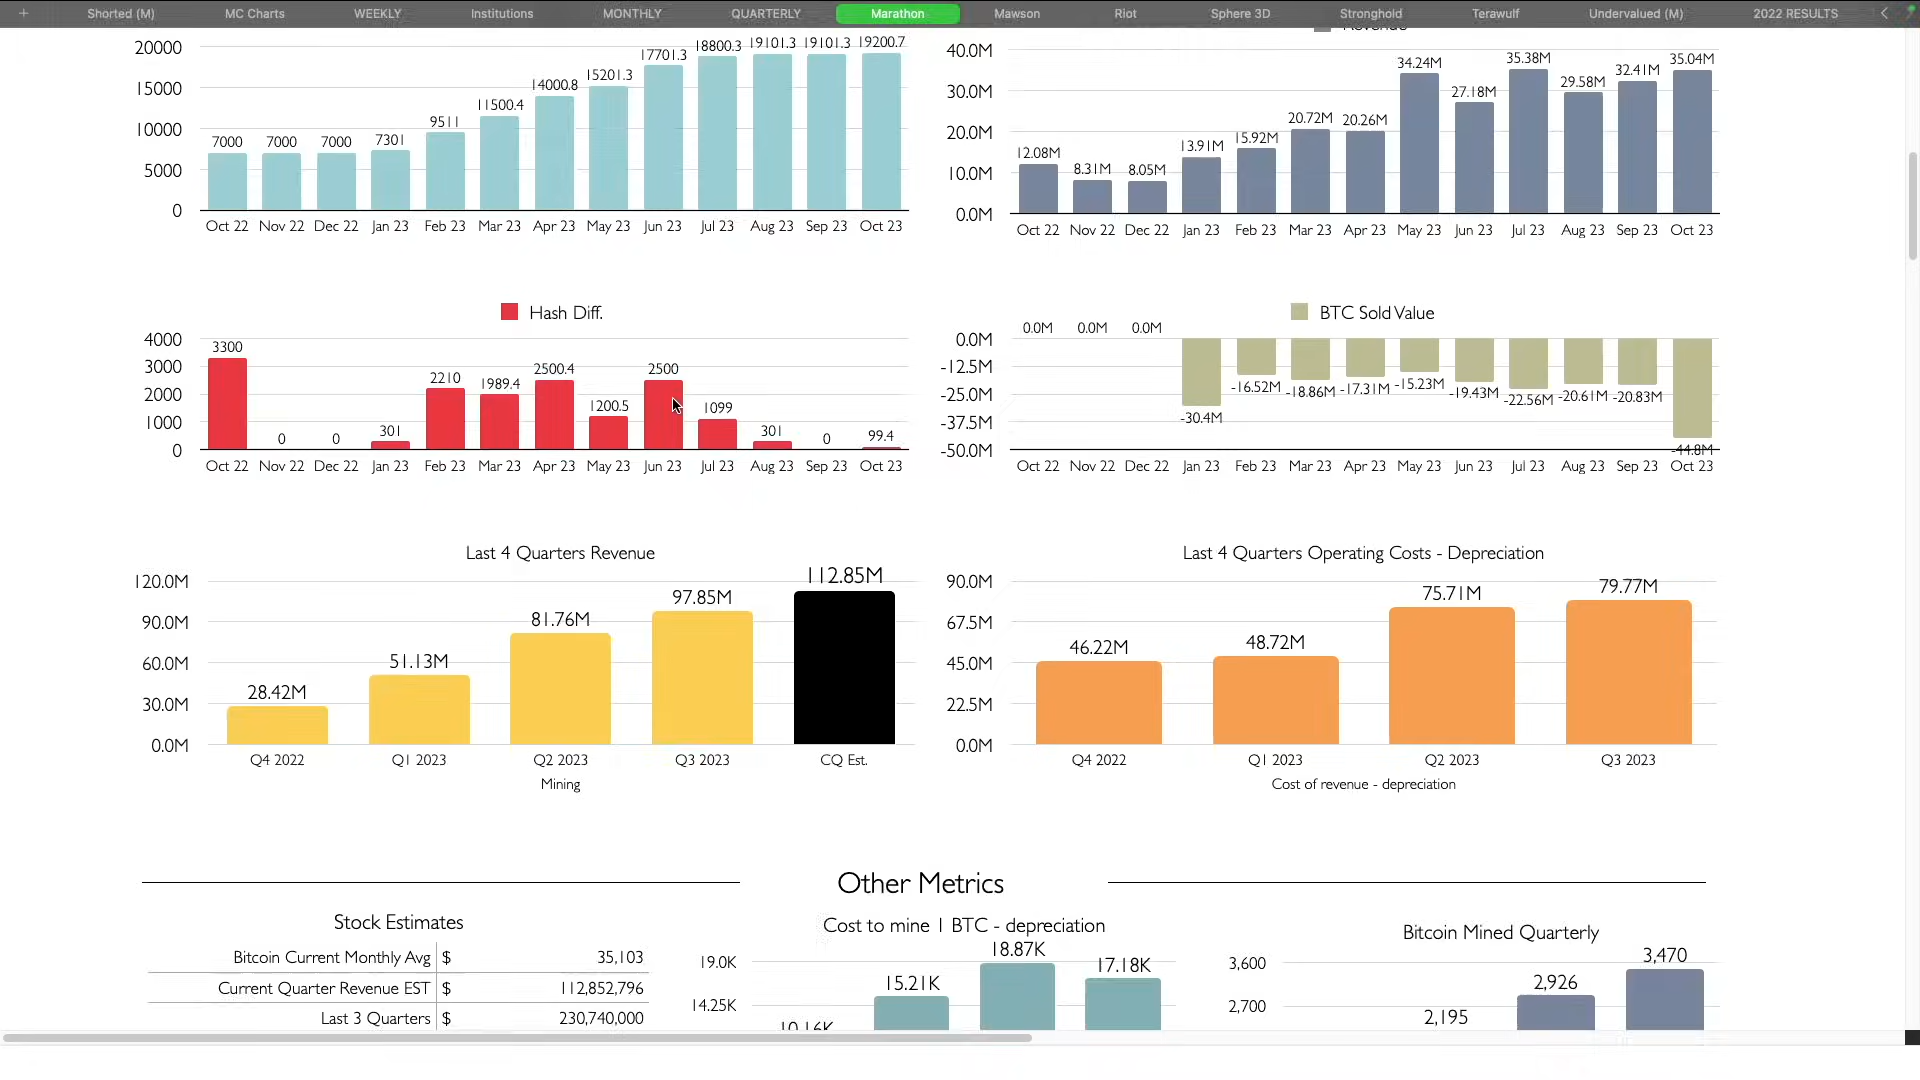 + Shorted (M) MC Charts WEEKLY Institutions MONTHLY QUARTERLY Marathon Mawson Riot Sphere 3D Stronghold Terawulf Undervalued (M) 2022 RESULTS
20000
15000
10000
5000
0
7000 7000 7000 7301 9511 11500.4 14000.8 15201.3 17701.3 18800.3 19101.3 19101.3 19200.7
Oct 22 Nov 22 Dec 22 Jan 23 Feb 23 Mar 23 Apr 23 May 23 Jun 23 Jul 23 Aug 23 Sep 23 Oct 23
Revenue
40.0M
30.0M
20.0M
10.0M
0.0M
12.08M 8.31M 8.05M 13.91M 15.92M 20.72M 20.26M 34.24M 27.18M 35.38M 29.58M 32.41M 35.04M
Oct 22 Nov 22 Dec 22 Jan 23 Feb 23 Mar 23 Apr 23 May 23 Jun 23 Jul 23 Aug 23 Sep 23 Oct 23
Hash Diff.
4000
3000
2000
1000
0
3300 0 0 301 2210 1989.4 2500.4 1200.5 2500 1099 301 0 99.4
Oct 22 Nov 22 Dec 22 Jan 23 Feb 23 Mar 23 Apr 23 May 23 Jun 23 Jul 23 Aug 23 Sep 23 Oct 23
BTC Sold Value
0.0M
-12.5M
-25.0M
-37.5M
-50.0M
0.0M 0.0M 0.0M -30.4M -16.52M -18.86M -17.31M -15.23M -19.43M -22.56M -20.61M -20.83M -44.8M
Oct 22 Nov 22 Dec 22 Jan 23 Feb 23 Mar 23 Apr 23 May 23 Jun 23 Jul 23 Aug 23 Sep 23 Oct 23
Last 4 Quarters Revenue
120.0M
90.0M
60.0M
30.0M
0.0M
28.42M 51.13M 81.76M 97.85M 112.85M
Q4 2022 Q1 2023 Q2 2023 Q3 2023 CQ Est.
Mining
Last 4 Quarters Operating Costs - Depreciation
90.0M
67.5M
45.0M
22.5M
0.0M
46.22M 48.72M 75.71M 79.77M
Q4 2022 Q1 2023 Q2 2023 Q3 2023
Cost of revenue - depreciation
Other Metrics
Stock Estimates
Bitcoin Current Monthly Avg $ 35,103
Current Quarter Revenue EST $ 112,852,796
Last 3 Quarters $ 230,740,000
Cost to mine 1 BTC - depreciation
19.0K
14.25K
10.16K 15.21K 18.87K 17.18K
Bitcoin Mined Quarterly
3,600
2,700
2,195 2,926 3,470